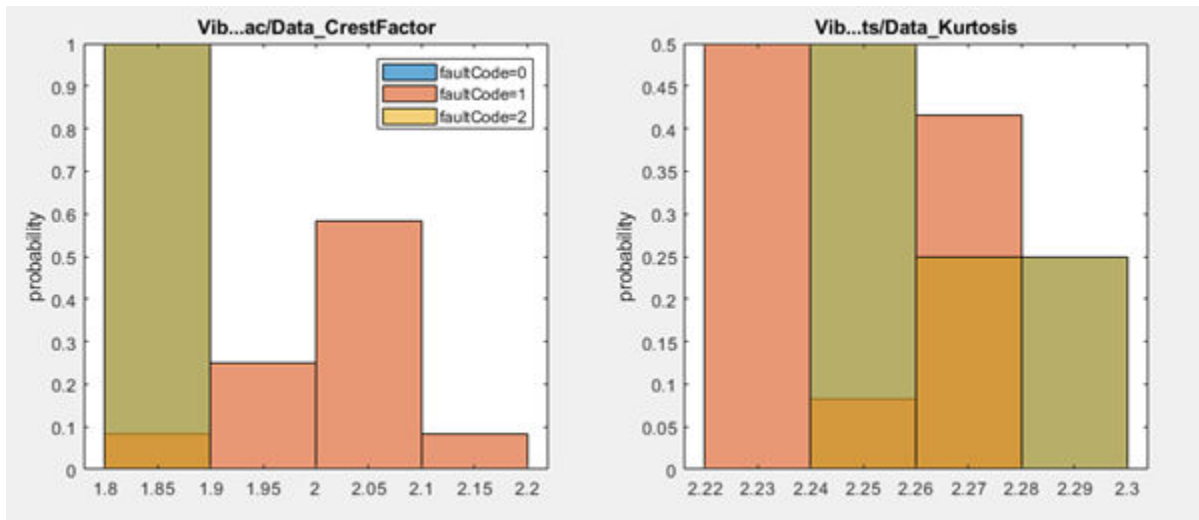 Vib...ac/Data_CrestFactor
probability
1
0.9
0.8
0.7
0.6
0.5
0.4
0.3
0.2
0.1
0
1.8 1.85 1.9 1.95 2 2.05 2.1 2.15 2.2
faultCode=0
faultCode=1
faultCode=2
Vib...ts/Data_Kurtosis
probability
0.5
0.45
0.4
0.35
0.3
0.25
0.2
0.15
0.1
0.05
0
2.22 2.23 2.24 2.25 2.26 2.27 2.28 2.29 2.3